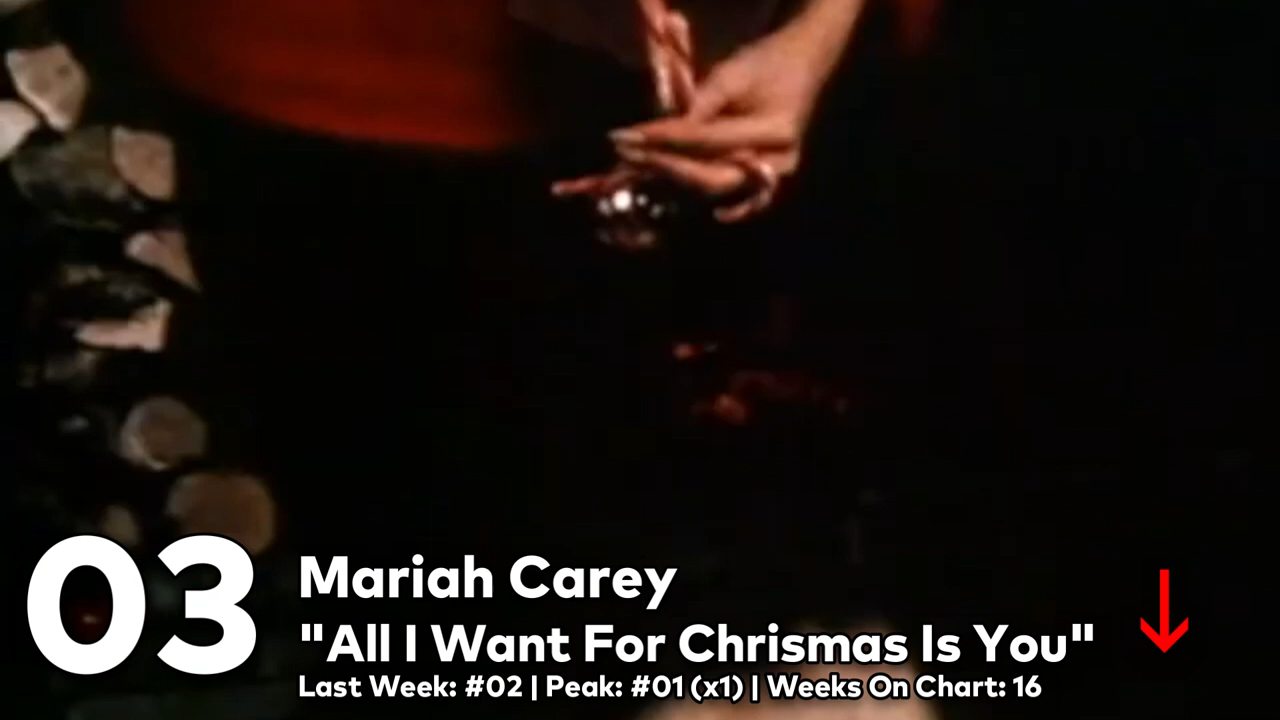 03
Mariah Carey
"All I Want For Chrismas Is You"
Last Week: #02 | Peak: #01 (x1) | Weeks On Chart: 16